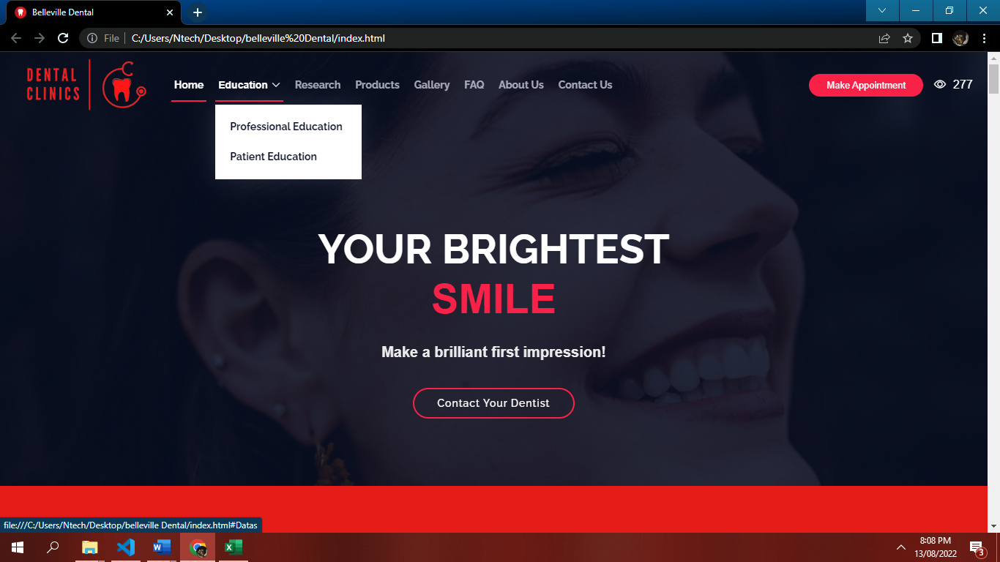 Belleville Dental
File
C:/Users/Ntech/Desktop/belleville%20Dental/index.html
DENTAL
CLINICS
Home Education Research Products Gallery FAQ About Us Contact Us
Make Appointment
277
Professional Education
Patient Education
YOUR BRIGHTEST
SMILE
Make a brilliant first impression!
Contact Your Dentist
file:///C:/Users/Ntech/Desktop/belleville Dental/index.html#Datas
8:08 PM
13/08/2022
3